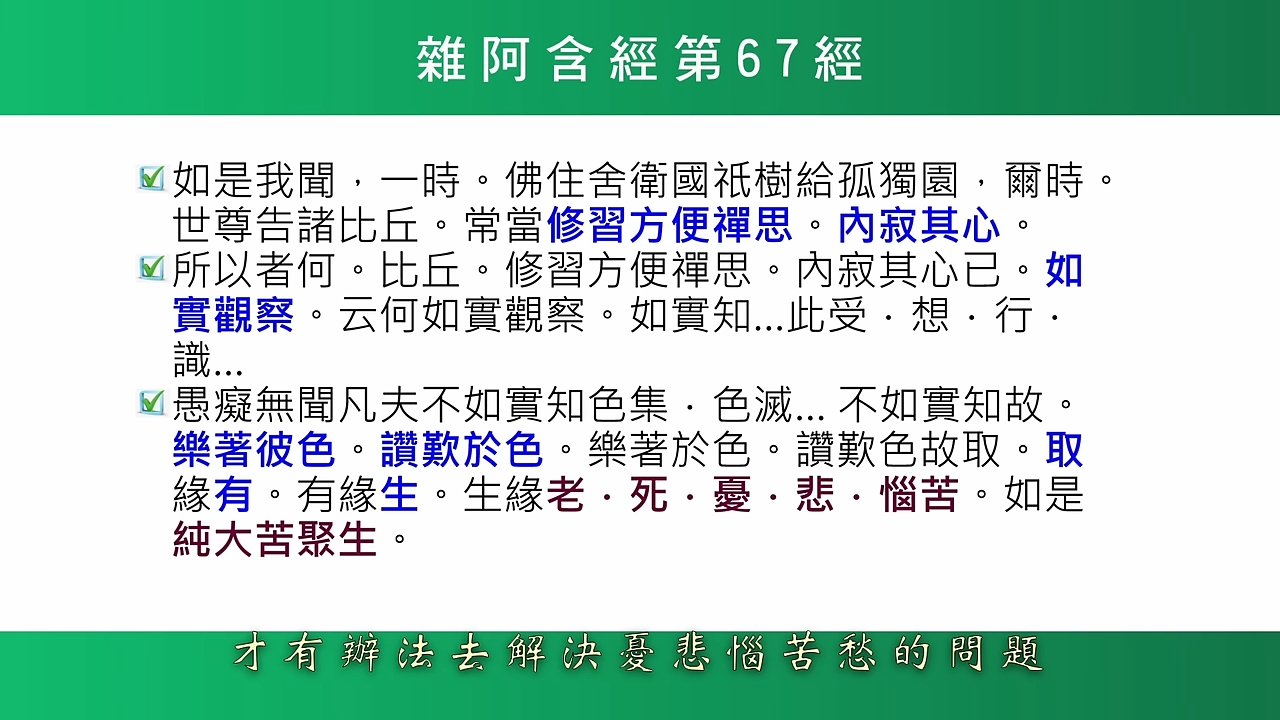 雜阿含經第67經
如是我聞，一時。佛住舍衛國祇樹給孤獨園，爾時。
世尊告諸比丘。常當修習方便禪思。內寂其心。
所以者何。比丘。修習方便禪思。內寂其心已。如
實觀察。云何如實觀察。如實知...此受．想．行．
識...
愚癡無聞凡夫不如實知色集．色滅... 不如實知故。
樂著彼色。讚歎於色。樂著於色。讚歎色故取。取
緣有。有緣生。生緣老．死．憂．悲．惱苦。如是
純大苦聚生。
才有辦法去解決憂悲惱苦愁的問題